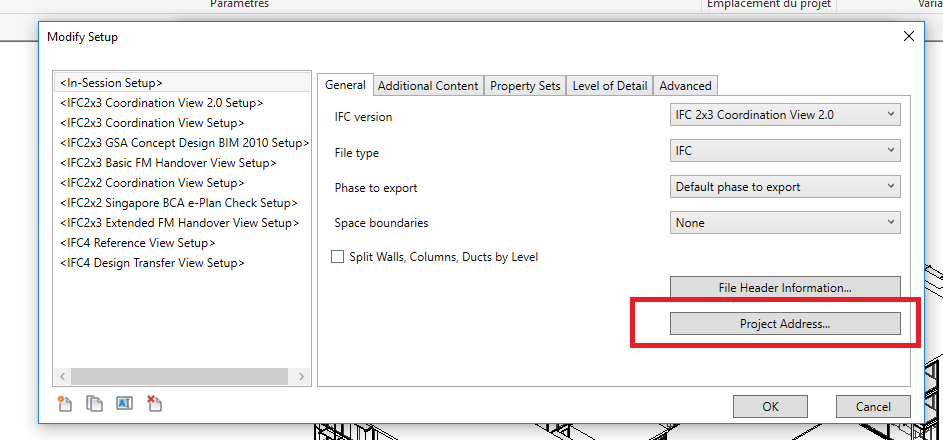 Paramètres
Emplacement du projet
Modify Setup
<In-Session Setup>
<IFC2x3 Coordination View 2.0 Setup>
<IFC2x3 Coordination View Setup>
<IFC2x3 GSA Concept Design BIM 2010 Setup>
<IFC2x3 Basic FM Handover View Setup>
<IFC2x2 Coordination View Setup>
<IFC2x2 Singapore BCA e-Plan Check Setup>
<IFC2x3 Extended FM Handover View Setup>
<IFC4 Reference View Setup>
<IFC4 Design Transfer View Setup>
General Additional Content Property Sets Level of Detail Advanced
IFC version IFC 2x3 Coordination View 2.0
File type IFC
Phase to export Default phase to export
Space boundaries None
Split Walls, Columns, Ducts by Level
File Header Information...
Project Address...
OK Cancel